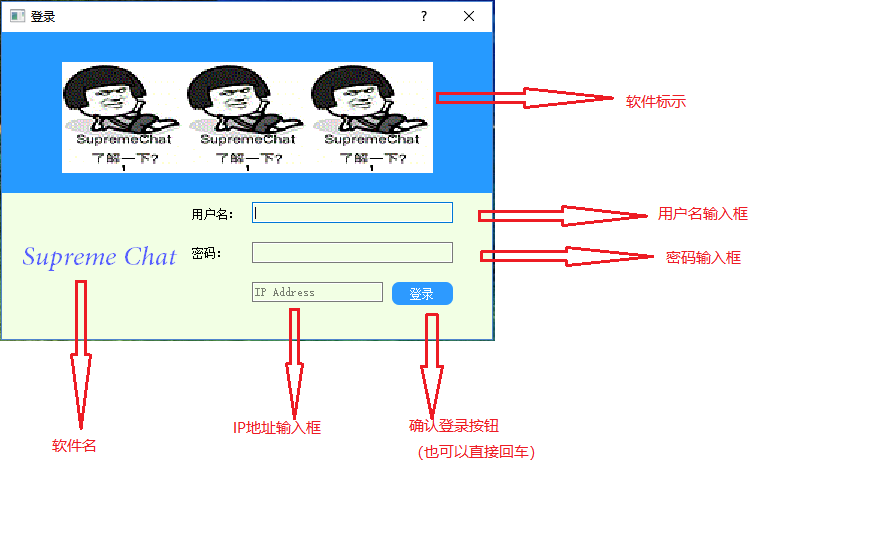 登录
?
SupremeChat SupremeChat SupremeChat
了解一下? 了解一下? 了解一下?
软件标示
用户名:
用户名输入框
Supreme Chat
密码:
密码输入框
IP Address
登录
软件名
IP地址输入框
确认登录按钮
(也可以直接回车)